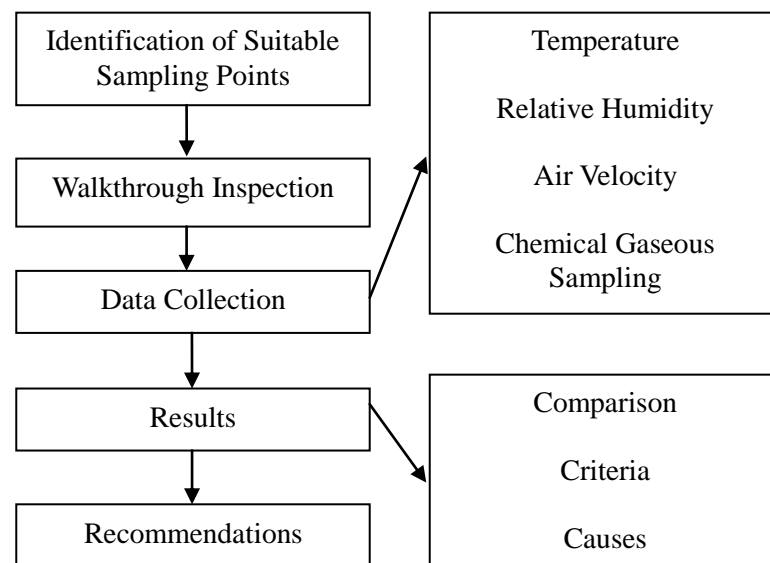 Identification of Suitable
Sampling Points
Walkthrough Inspection
Data Collection
Results
Recommendations
Temperature
Relative Humidity
Air Velocity
Chemical Gaseous
Sampling
Comparison
Criteria
Causes